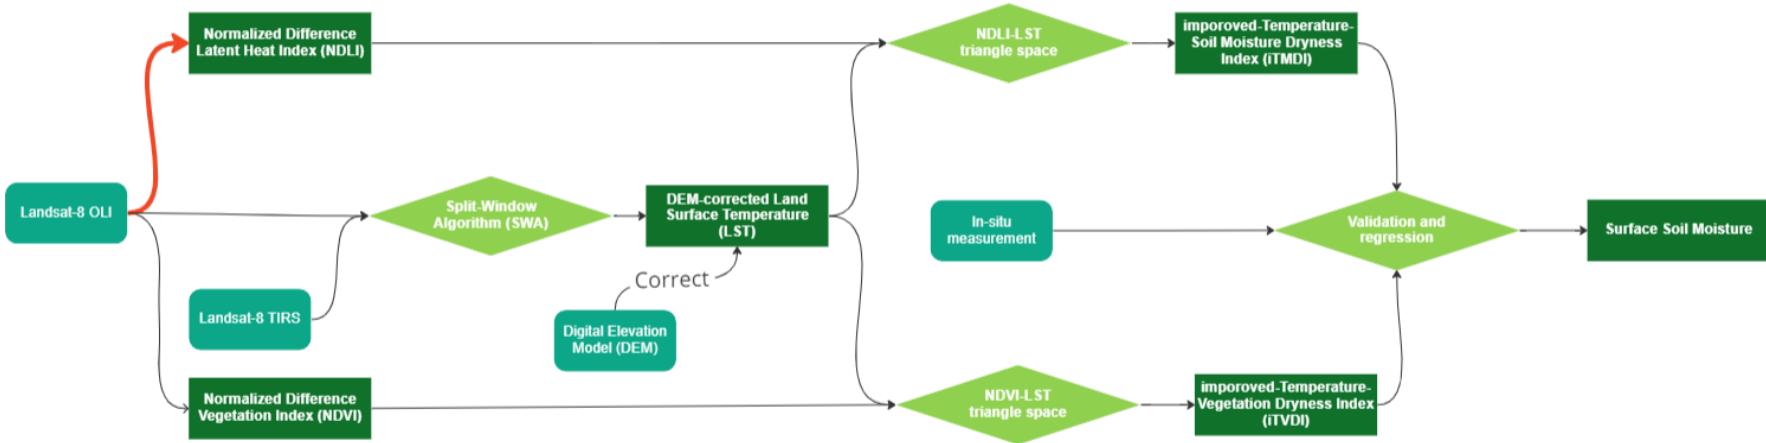 Normalized Difference
Latent Heat Index (NDLI)
NDLI-LST
triangle space
imporoved-Temperature-
Soil Moisture Dryness
Index (iTMDI)
Landsat-8 OLI
Split-Window
Algorithm (SWA)
DEM-corrected Land
Surface Temperature
(LST)
In-situ
measurement
Validation and
regression
Surface Soil Moisture
Landsat-8 TIRS
Correct
Digital Elevation
Model (DEM)
Normalized Difference
Vegetation Index (NDVI)
NDVI-LST
triangle space
imporoved-Temperature-
Vegetation Dryness Index
(iTVDI)